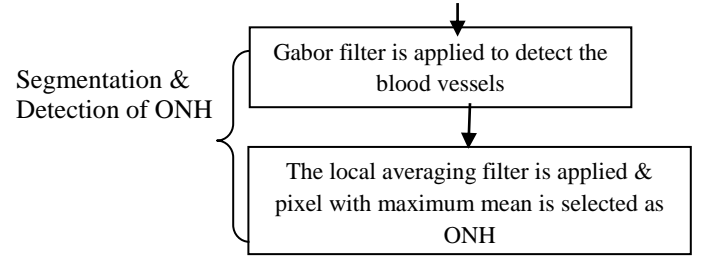 Segmentation &
Detection of ONH
Gabor filter is applied to detect the
blood vessels
The local averaging filter is applied &
pixel with maximum mean is selected as
ONH